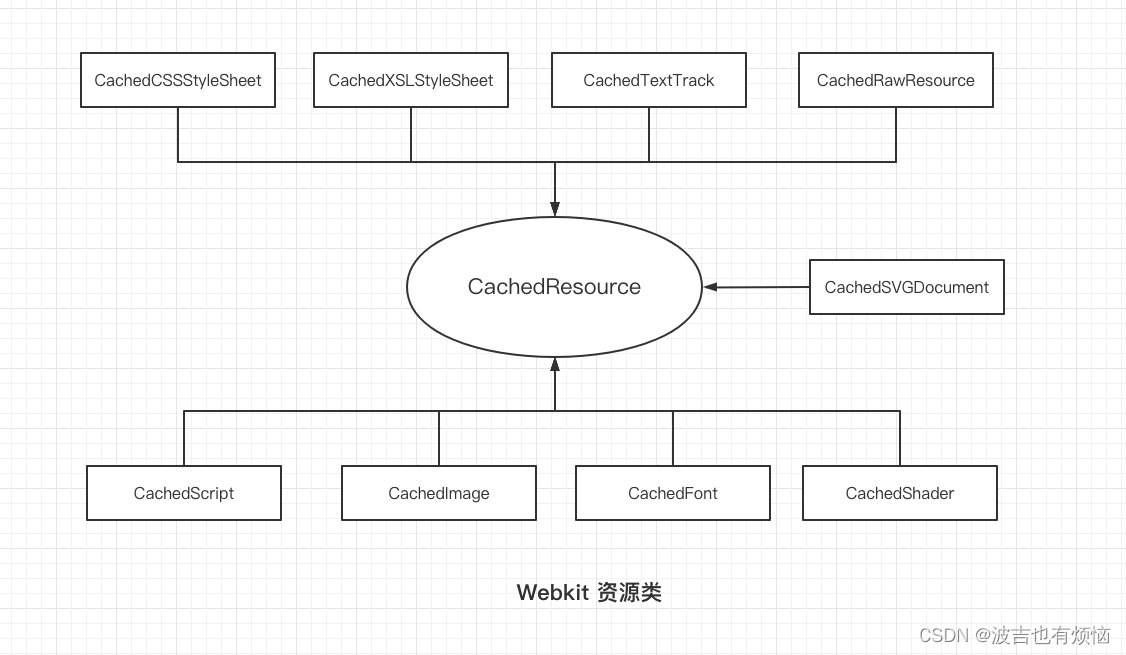 CachedCSSStyleSheet
CachedXSLStyleSheet
CachedTextTrack
CachedRawResource
CachedResource
CachedSVGDocument
CachedScript
CachedImage
CachedFont
CachedShader
Webkit 资源类
CSDN @波吉也有烦恼